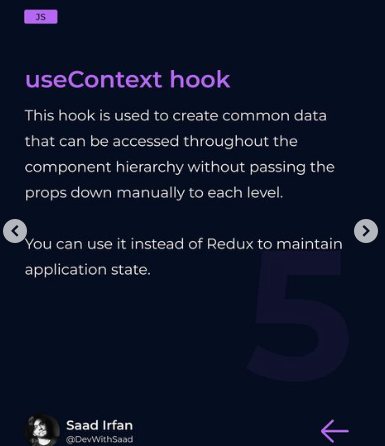 JS
useContext hook
This hook is used to create common data
that can be accessed throughout the
component hierarchy without passing the
props down manually to each level.
You can use it instead of Redux to maintain
application state.
5
Saad Irfan
@DevWithSaad